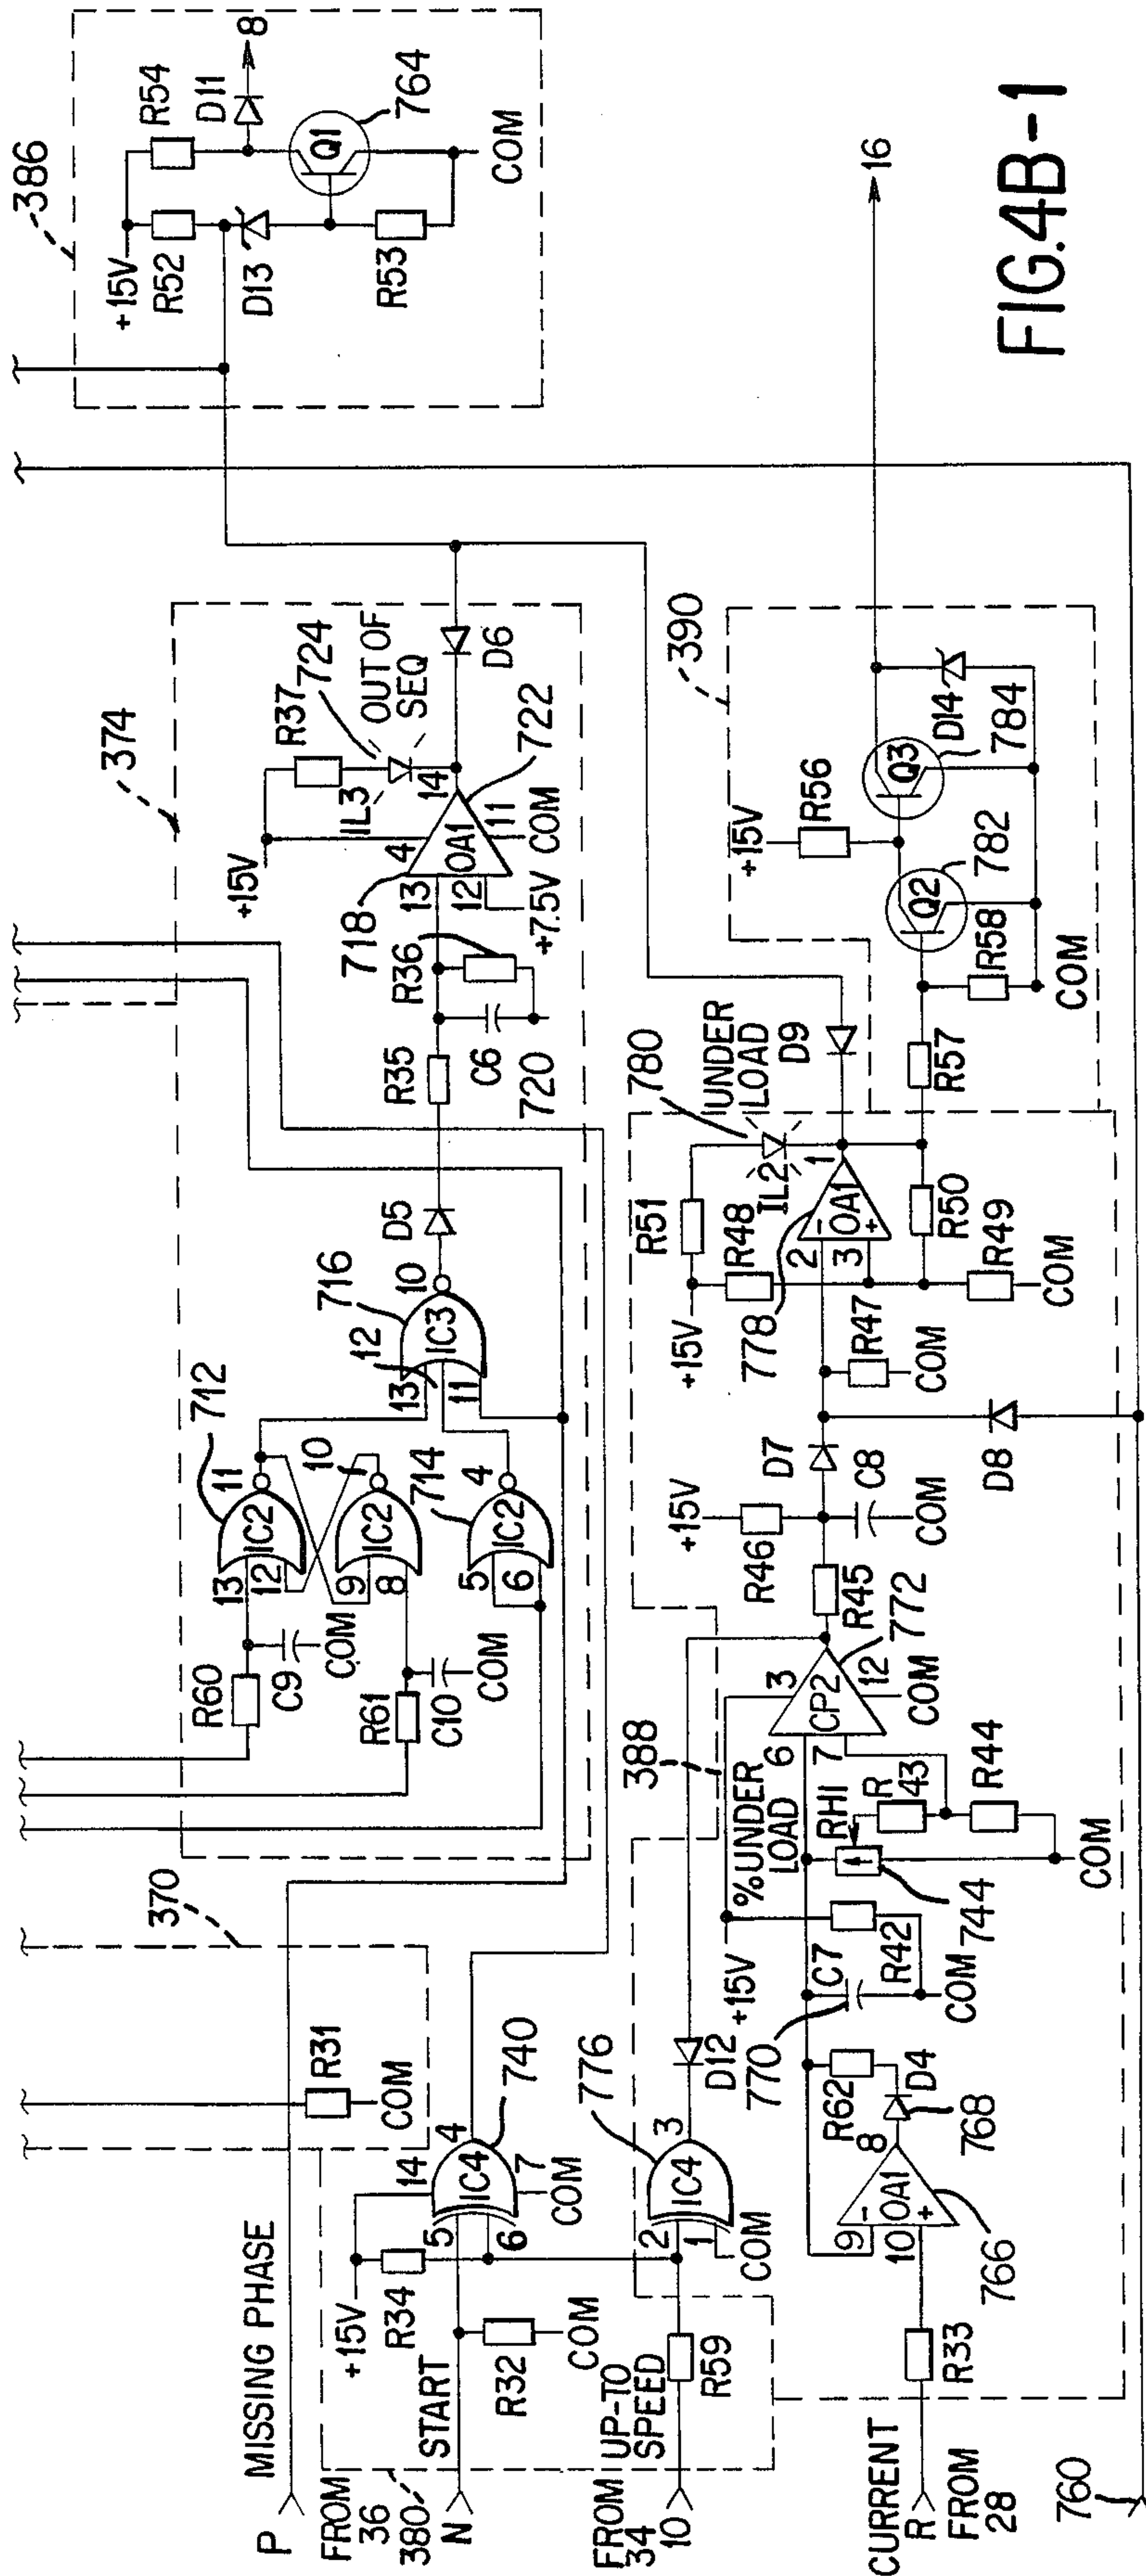 386
+15V
R54
D11
8
R52
D13
Q1
764
R53
COM
374
+15V
R37
724
IL3
OUT OF
SEQ
718
4
14
13
12
OA1
11
COM
722
D6
+7.5V
R36
R35
C6
720
712
R60
C9
COM
13
12
IC2
11
10
R61
C10
COM
9
8
IC2
714
5
6
IC2
4
716
12
13
11
IC3
10
D5
P
MISSING PHASE
370
R31
COM
FROM
36
380
N
START
+15V
R34
R32
COM
5
6
14
IC4
4
7
COM
740
FROM
34
10
UP-TO
SPEED
R59
776
2
1
IC4
3
COM
D12
388
CURRENT
R
FROM
28
R33
9
10
-
+
OA1
8
766
768
D4
R62
770
C7
R42
COM
+15V
% UNDER
LOAD
RH1
744
R
43
R44
COM
6
7
CP2
3
12
COM
772
R45
+15V
R46
C8
COM
D7
D8
R47
COM
778
+15V
R51
R48
2
3
-
+
OA1
1
IL2
780
UNDER
LOAD
D9
R50
R49
COM
R57
390
+15V
R56
Q2
782
R58
COM
Q3
D14
784
16
760
FIG.4B-1